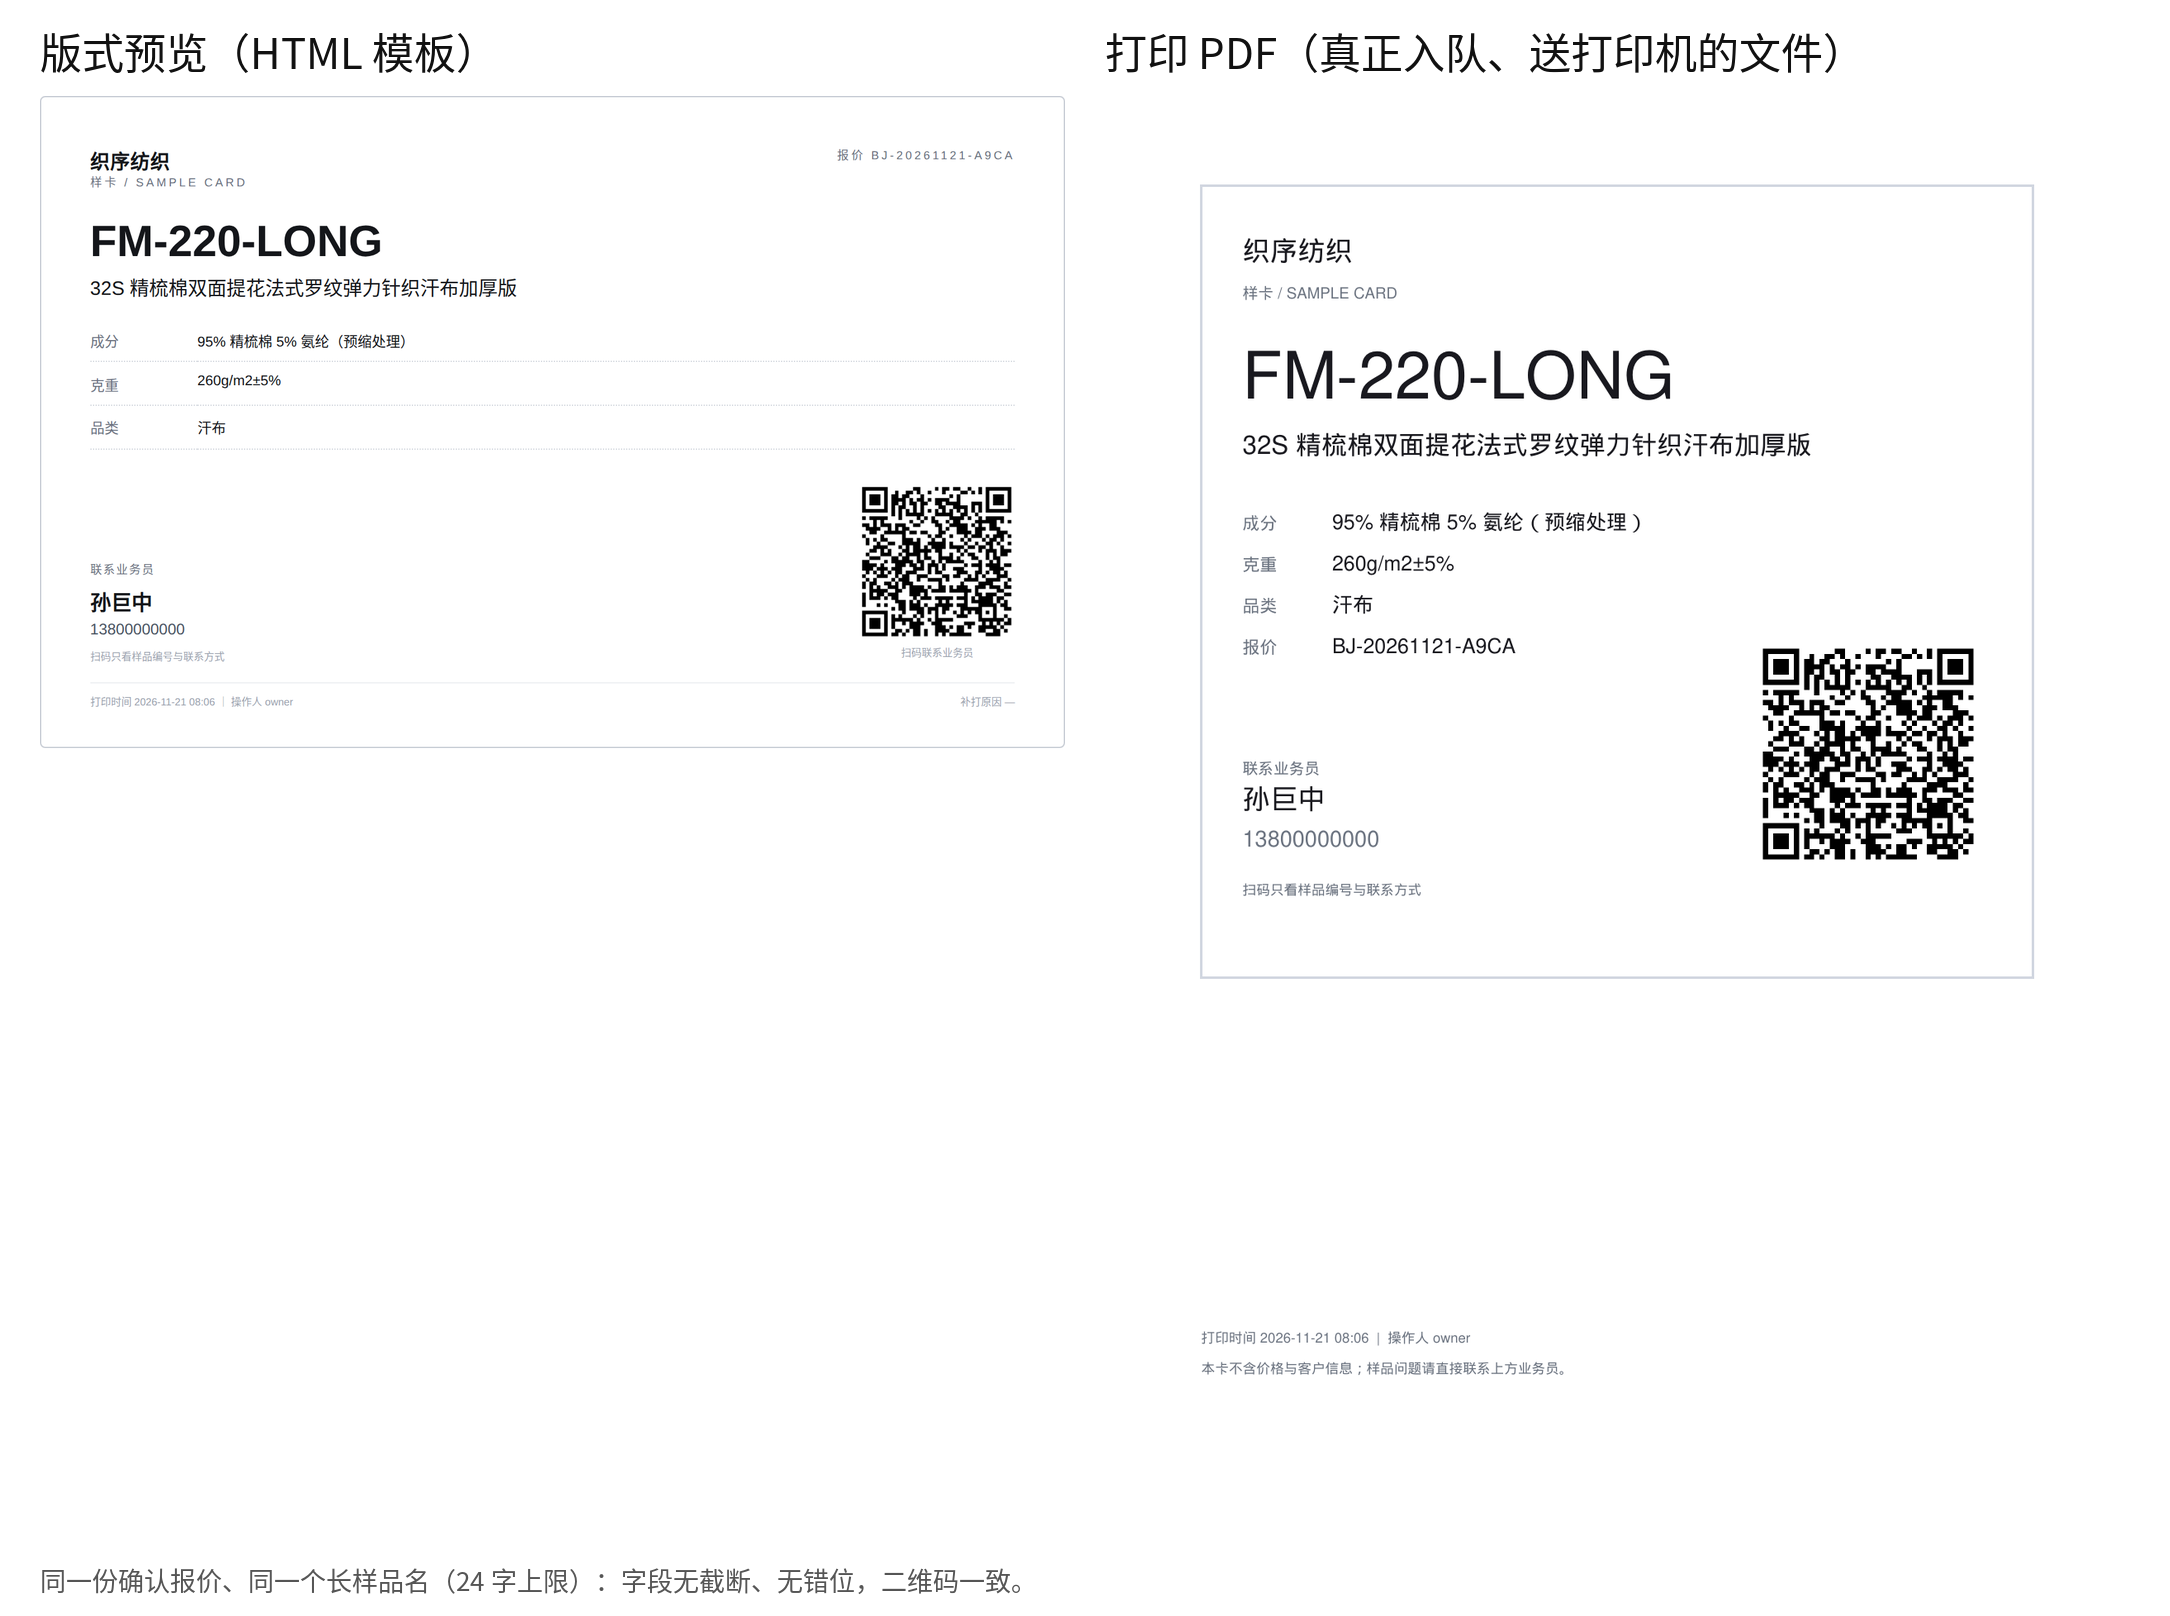 版式预览（HTML 模板）
织序纺织
报价 BJ-20261121-A9CA
样卡 / SAMPLE CARD
FM-220-LONG
32S 精梳棉双面提花法式罗纹弹力针织汗布加厚版
成分 95% 精梳棉 5% 氨纶（预缩处理）
克重 260g/m2±5%
品类 汗布
联系业务员
孙巨中
13800000000
扫码只看样品编号与联系方式
扫码联系业务员
打印时间 2026-11-21 08:06 ｜ 操作人 owner
补打原因 —
打印 PDF（真正入队、送打印机的文件）
织序纺织
样卡 / SAMPLE CARD
FM-220-LONG
32S 精梳棉双面提花法式罗纹弹力针织汗布加厚版
成分 95% 精梳棉 5% 氨纶（预缩处理）
克重 260g/m2±5%
品类 汗布
报价 BJ-20261121-A9CA
联系业务员
孙巨中
13800000000
扫码只看样品编号与联系方式
打印时间 2026-11-21 08:06 ｜ 操作人 owner
本卡不含价格与客户信息；样品问题请直接联系上方业务员。
同一份确认报价、同一个长样品名（24 字上限）：字段无截断、无错位，二维码一致。